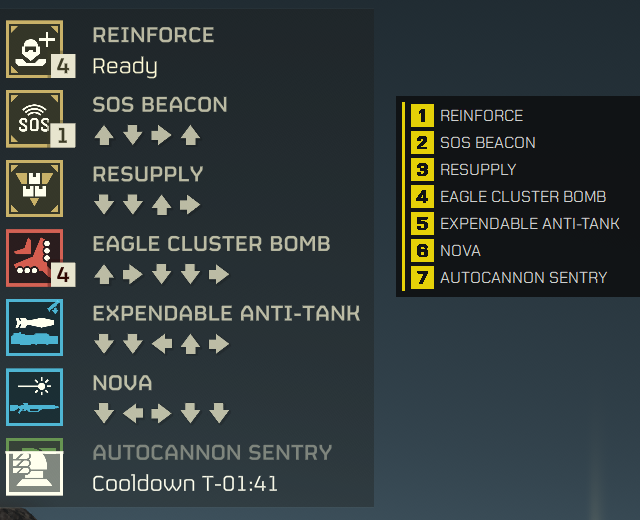 REINFORCE
4
Ready
SOS BEACON
SOS
1
RESUPPLY
EAGLE CLUSTER BOMB
4
EXPENDABLE ANTI-TANK
NOVA
AUTOCANNON SENTRY
Cooldown T-01:41
1 REINFORCE
2 SOS BEACON
3 RESUPPLY
4 EAGLE CLUSTER BOMB
5 EXPENDABLE ANTI-TANK
6 NOVA
7 AUTOCANNON SENTRY